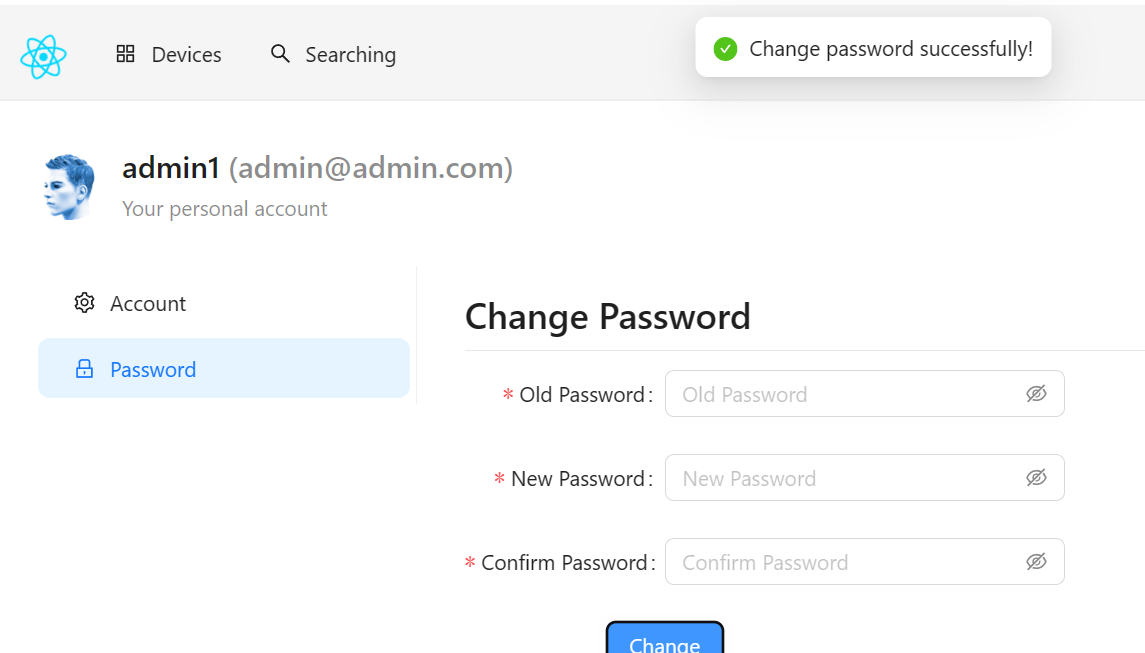 Devices Searching Change password successfully!
admin1 (admin@admin.com)
Your personal account
Account
Password
Change Password
* Old Password: Old Password
* New Password: New Password
* Confirm Password: Confirm Password
Change